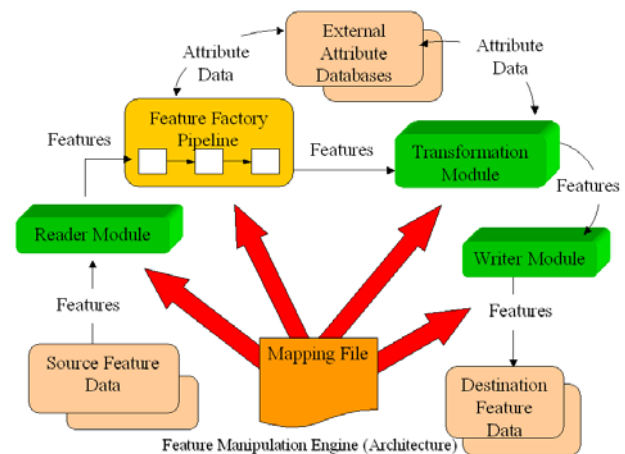 External
Attribute
Databases
Attribute
Data
Attribute
Data
Feature Factory
Pipeline
Features
Features
Transformation
Module
Features
Reader Module
Writer Module
Features
Features
Mapping File
Source Feature
Data
Destination
Feature
Data
Feature Manipulation Engine (Architecture)